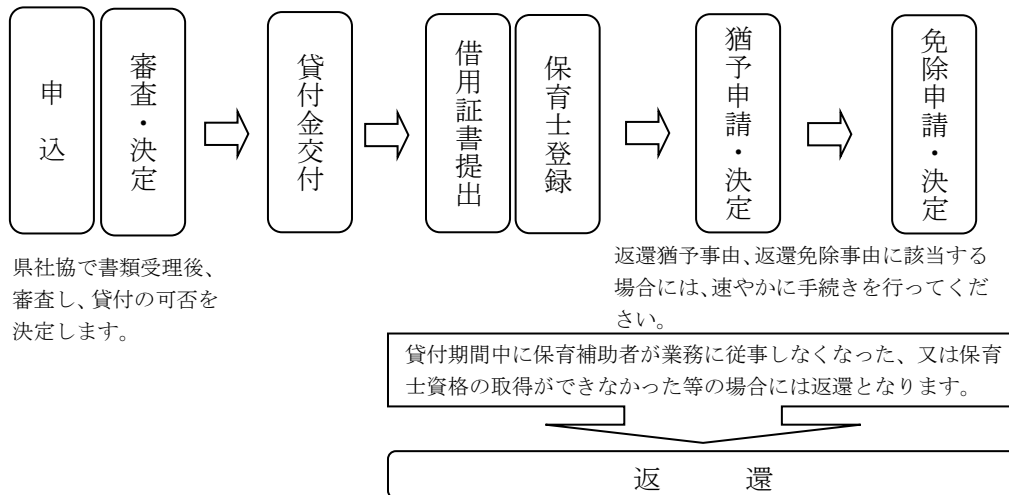 申込
審査・決定
貸付金交付
借用証書提出
保育士登録
猶予申請・決定
免除申請・決定
県社協で書類受理後、
審査し、貸付の可否を
決定します。
返還猶予事由、返還免除事由に該当する
場合には、速やかに手続きを行ってくだ
さい。
貸付期間中に保育補助者が業務に従事しなくなった、又は保育
士資格の取得ができなかった等の場合には返還となります。
返　還